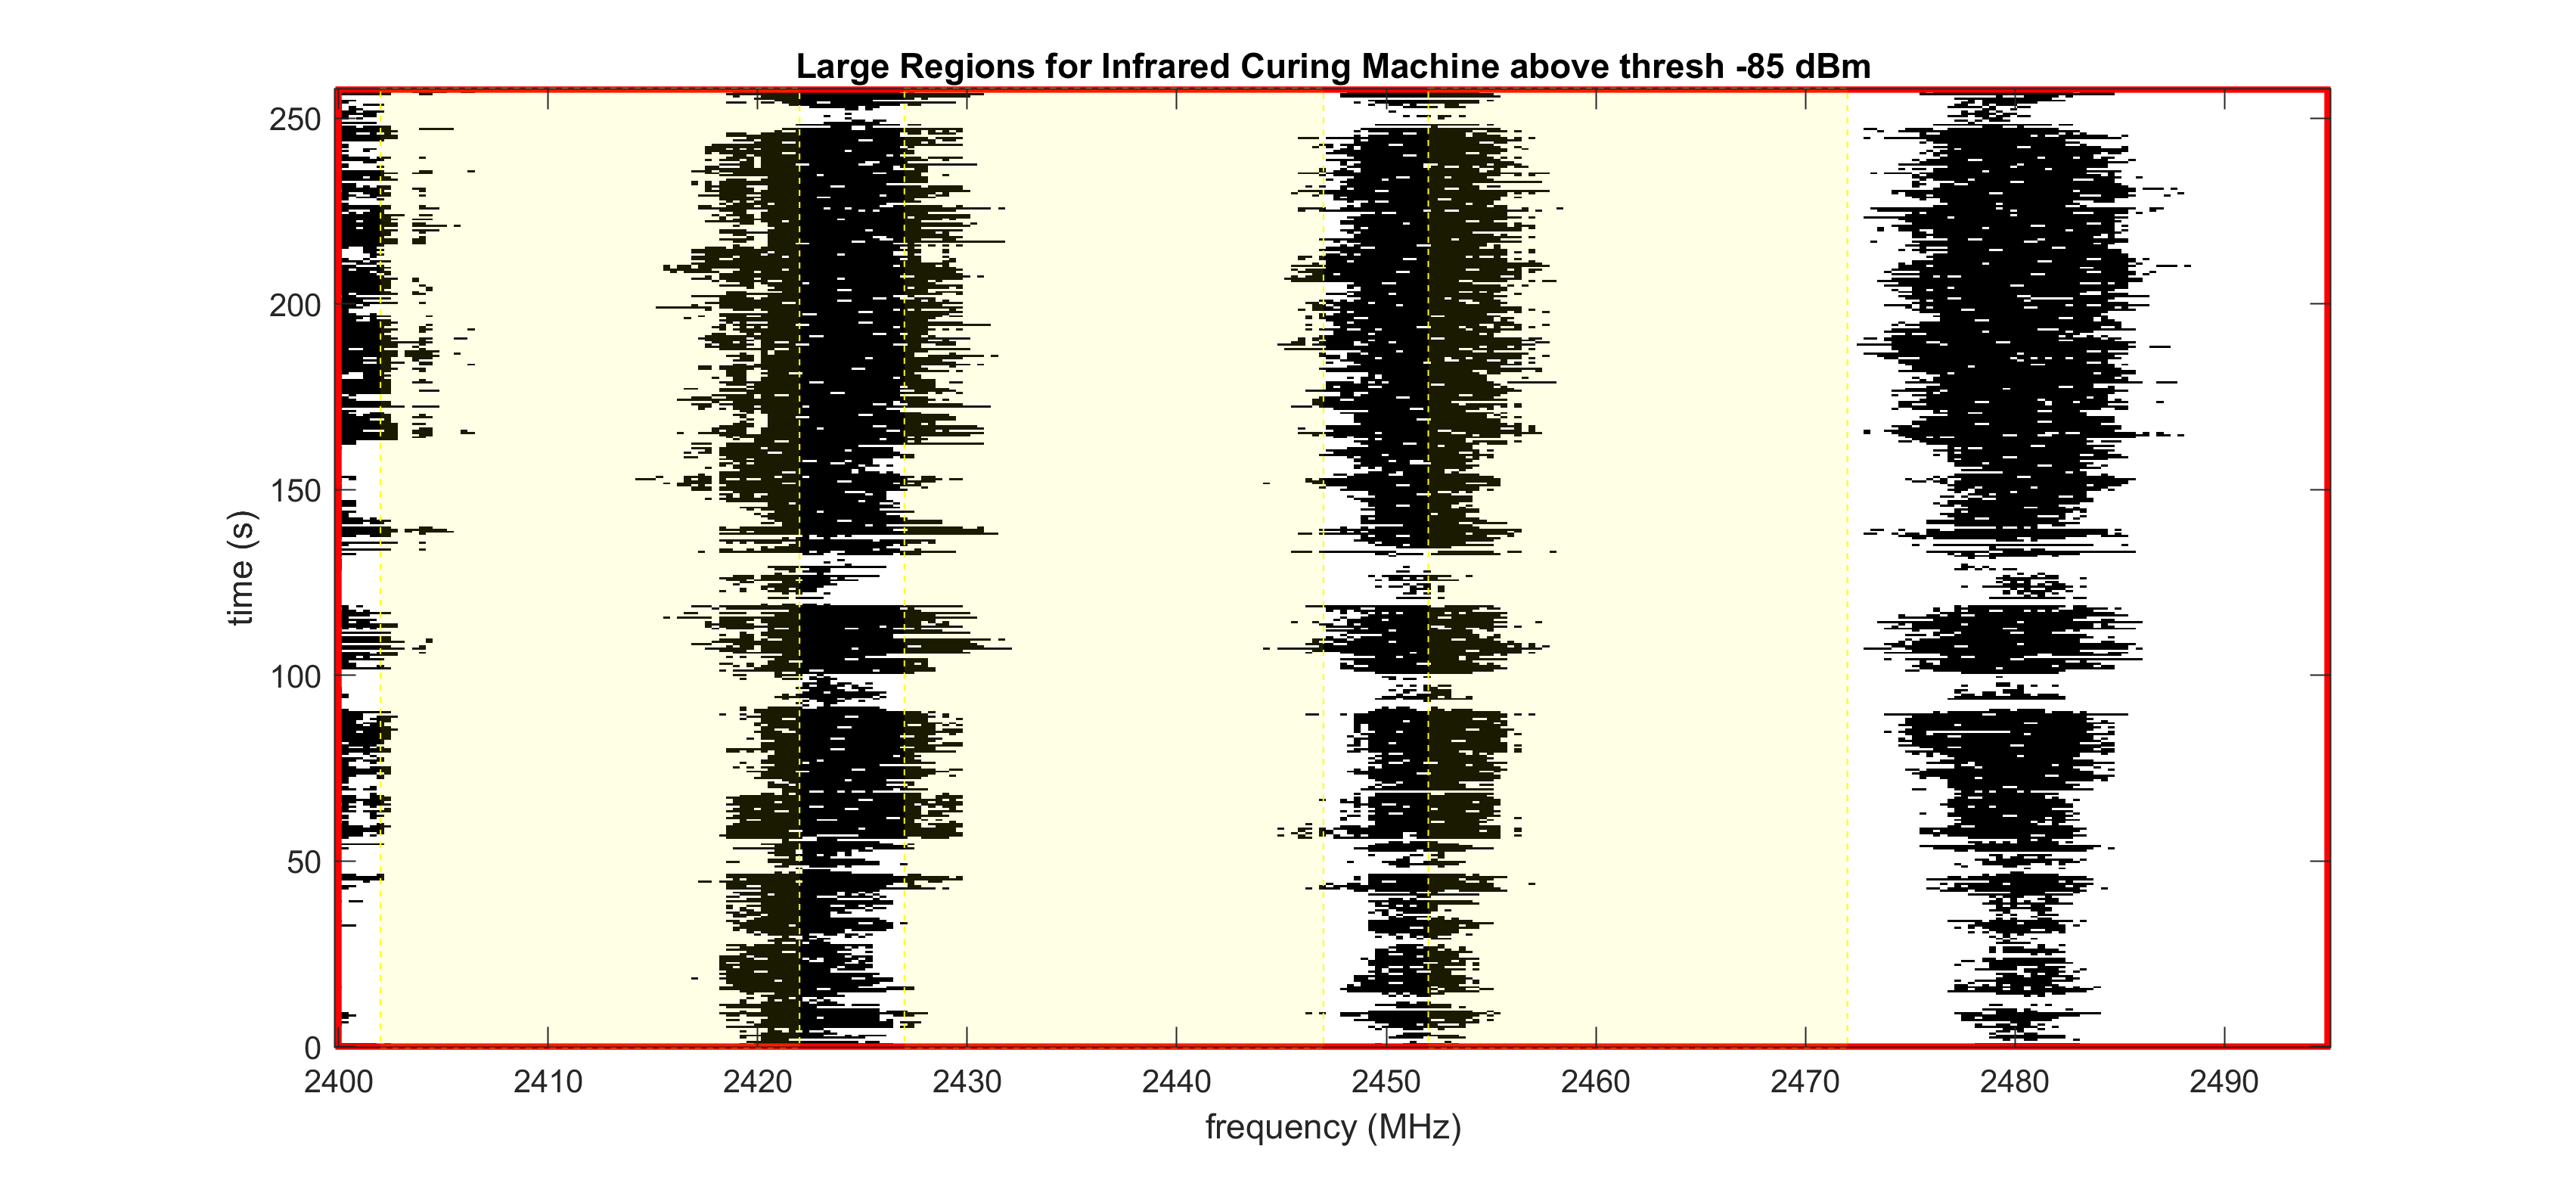 Large Regions for Infrared Curing Machine above thresh -85 dBm
250
200
150
100
50
0
time (s)
2400 2410 2420 2430 2440 2450 2460 2470 2480 2490
frequency (MHz)